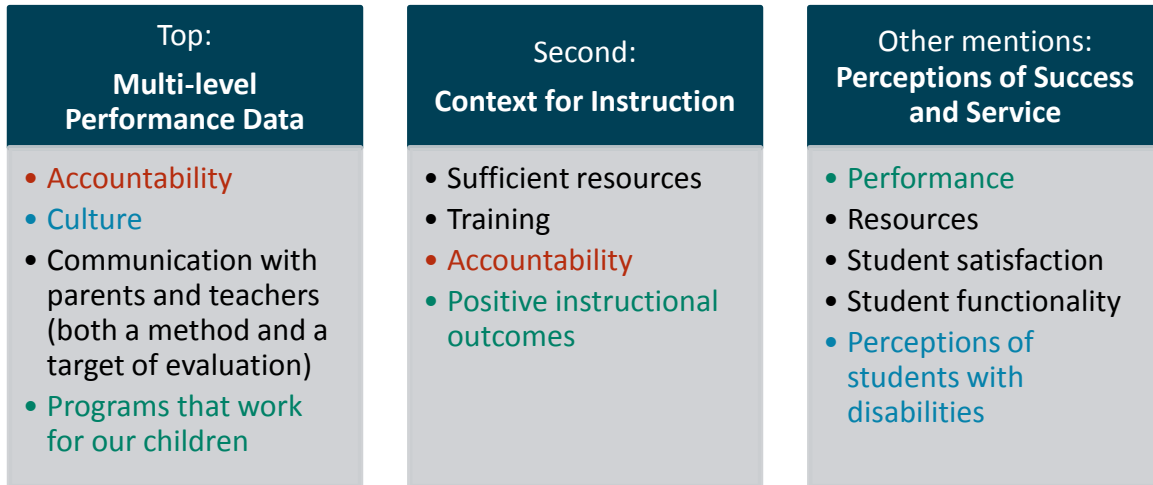 Top:
Multi-level
Performance Data
• Accountability
• Culture
• Communication with
parents and teachers
(both a method and a
target of evaluation)
• Programs that work
for our children
Second:
Context for Instruction
• Sufficient resources
• Training
• Accountability
• Positive instructional
outcomes
Other mentions:
Perceptions of Success
and Service
• Performance
• Resources
• Student satisfaction
• Student functionality
• Perceptions of
students with
disabilities